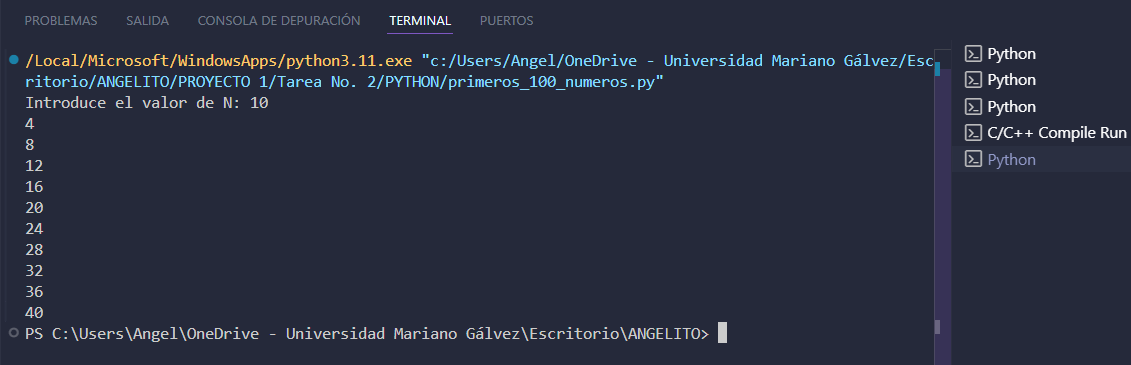 PROBLEMAS SALIDA CONSOLA DE DEPURACIÓN TERMINAL PUERTOS
/Local/Microsoft/WindowsApps/python3.11.exe "c:/Users/Angel/OneDrive - Universidad Mariano Gálvez/Esc
ritorio/ANGELITO/PROYECTO 1/Tarea No. 2/PYTHON/primeros_100_numeros.py"
Introduce el valor de N: 10
4
8
12
16
20
24
28
32
36
40
PS C:\Users\Angel\OneDrive - Universidad Mariano Gálvez\Escritorio\ANGELITO>
Python
Python
Python
C/C++ Compile Run
Python